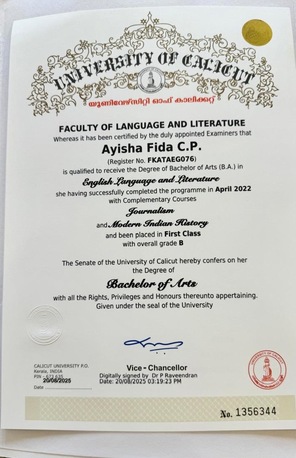 UNIVERSITY OF CALICUT
യൂണിവേഴ്സിറ്റി ഓഫ് കാലിക്കറ്റ്
FACULTY OF LANGUAGE AND LITERATURE
Whereas it has been certified by the duly appointed Examiners that
Ayisha Fida C.P.
(Register No. FKATAEG076)
is qualified to receive the Degree of Bachelor of Arts (B.A.) in
English Language and Literature
she having successfully completed the programme in April 2022
with Complementary Courses
Journalism
and Modern Indian History
and been placed in First Class
with overall grade B
The Senate of the University of Calicut hereby confers on her
the Degree of
Bachelor of Arts
with all the Rights, Privileges and Honours thereunto appertaining.
Given under the seal of the University
CALICUT UNIVERSITY P.O.
Kerala, INDIA
PIN - 673 635
Date 20/08/2025
Vice - Chancellor
Digitally signed by Dr P Raveendran
Date: 20/08/2025 03:19:23 PM
No. 1356344